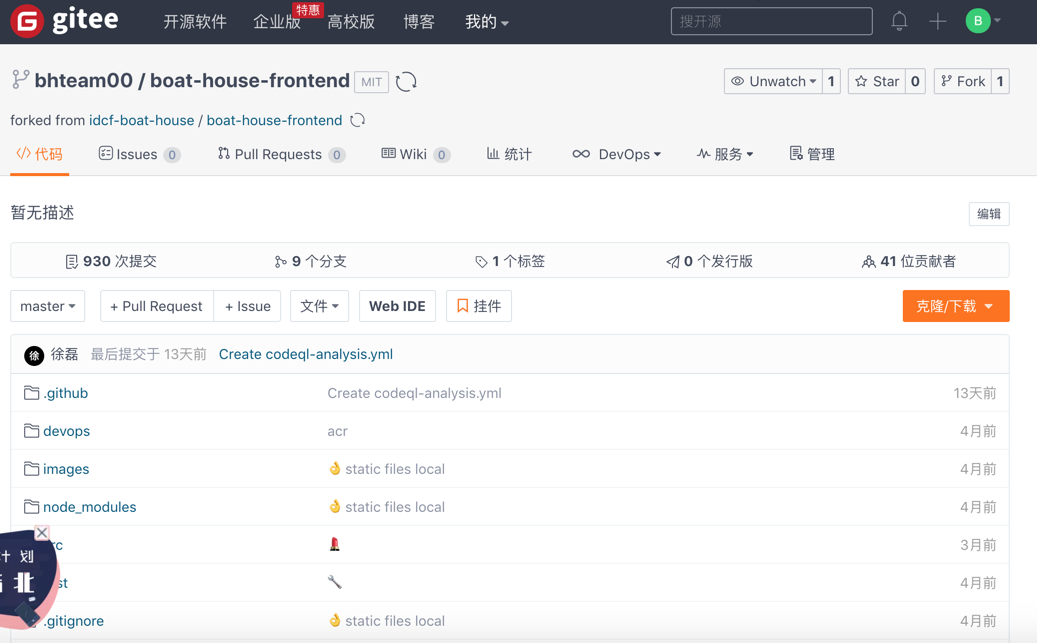 gitee 开源软件 企业版 特惠 高校版 博客 我的 搜开源 B
bhteam00 / boat-house-frontend MIT Unwatch 1 Star 0 Fork 1
forked from idcf-boat-house / boat-house-frontend
代码 Issues 0 Pull Requests 0 Wiki 0 统计 DevOps 服务 管理
暂无描述 编辑
930 次提交 9 个分支 1 个标签 0 个发行版 41 位贡献者
master + Pull Request + Issue 文件 Web IDE 挂件 克隆/下载
徐 徐磊 最后提交于 13天前 Create codeql-analysis.yml
.github Create codeql-analysis.yml 13天前
devops acr 4月前
images 👌 static files local 4月前
node_modules 👌 static files local 4月前
rc 🚨 3月前
计 划
st 🔧 4月前
北
.gitignore 👌 static files local 4月前